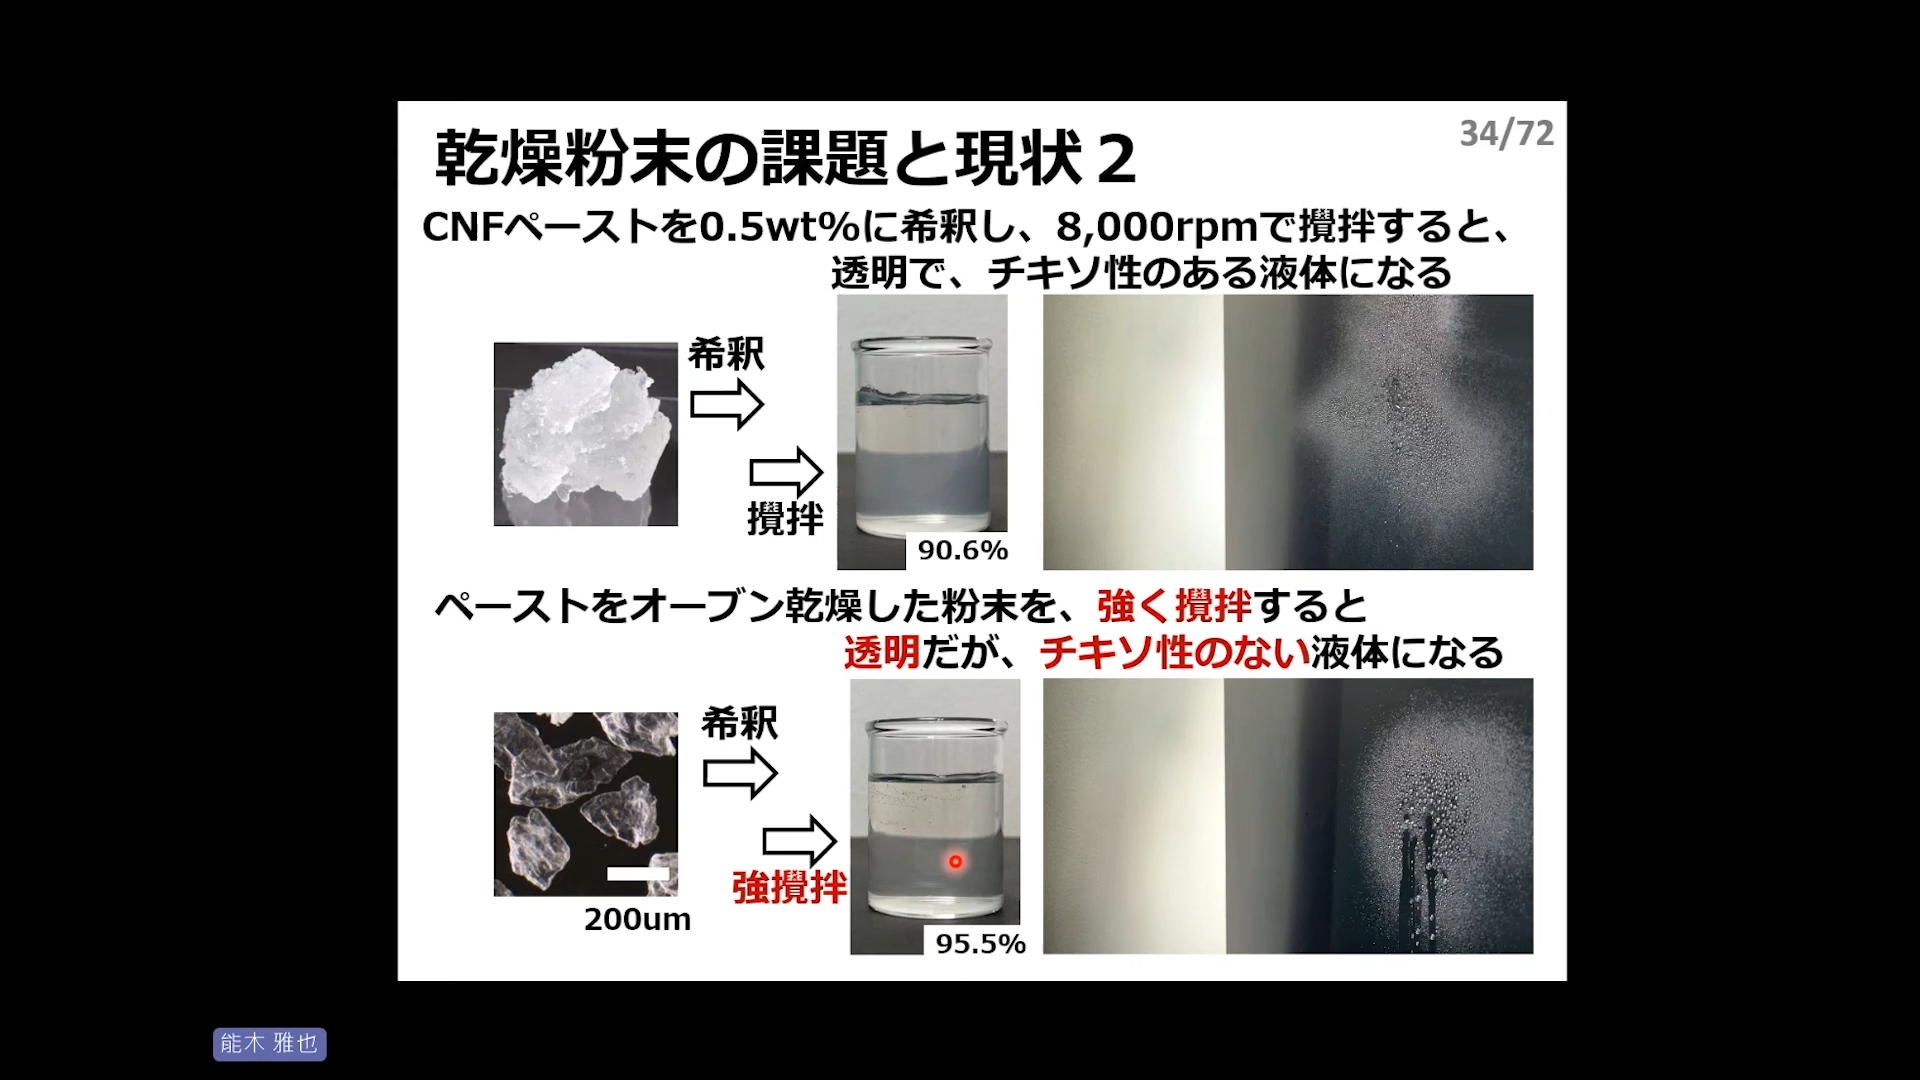 34/72
乾燥粉末の課題と現状２
CNFペーストを0.5wt%に希釈し、8,000rpmで攪拌すると、
透明で、チキソ性のある液体になる
希釈
攪拌
90.6%
ペーストをオーブン乾燥した粉末を、強く攪拌すると
透明だが、チキソ性のない液体になる
希釈
強攪拌
200um
95.5%
能木 雅也